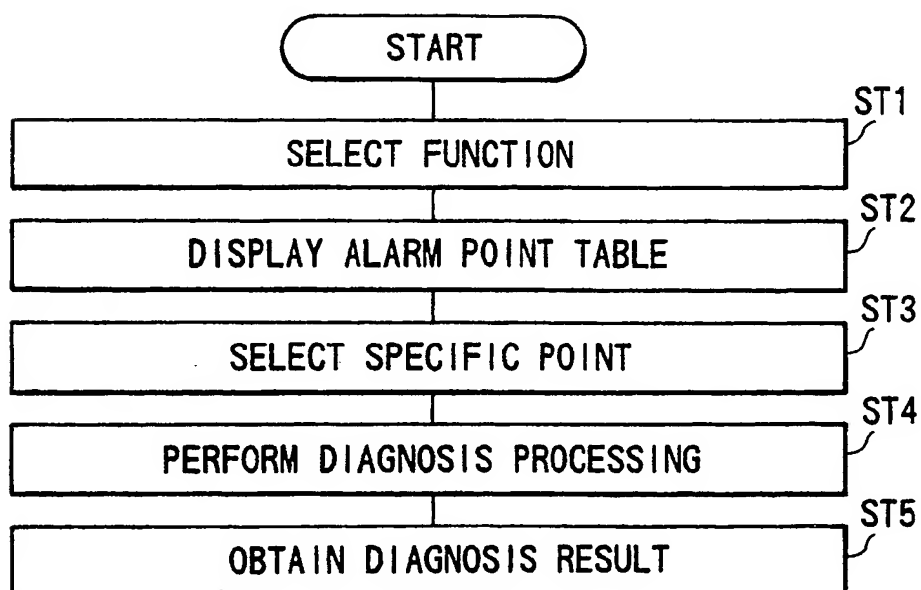 START
ST1
SELECT FUNCTION
ST2
DISPLAY ALARM POINT TABLE
ST3
SELECT SPECIFIC POINT
ST4
PERFORM DIAGNOSIS PROCESSING
ST5
OBTAIN DIAGNOSIS RESULT